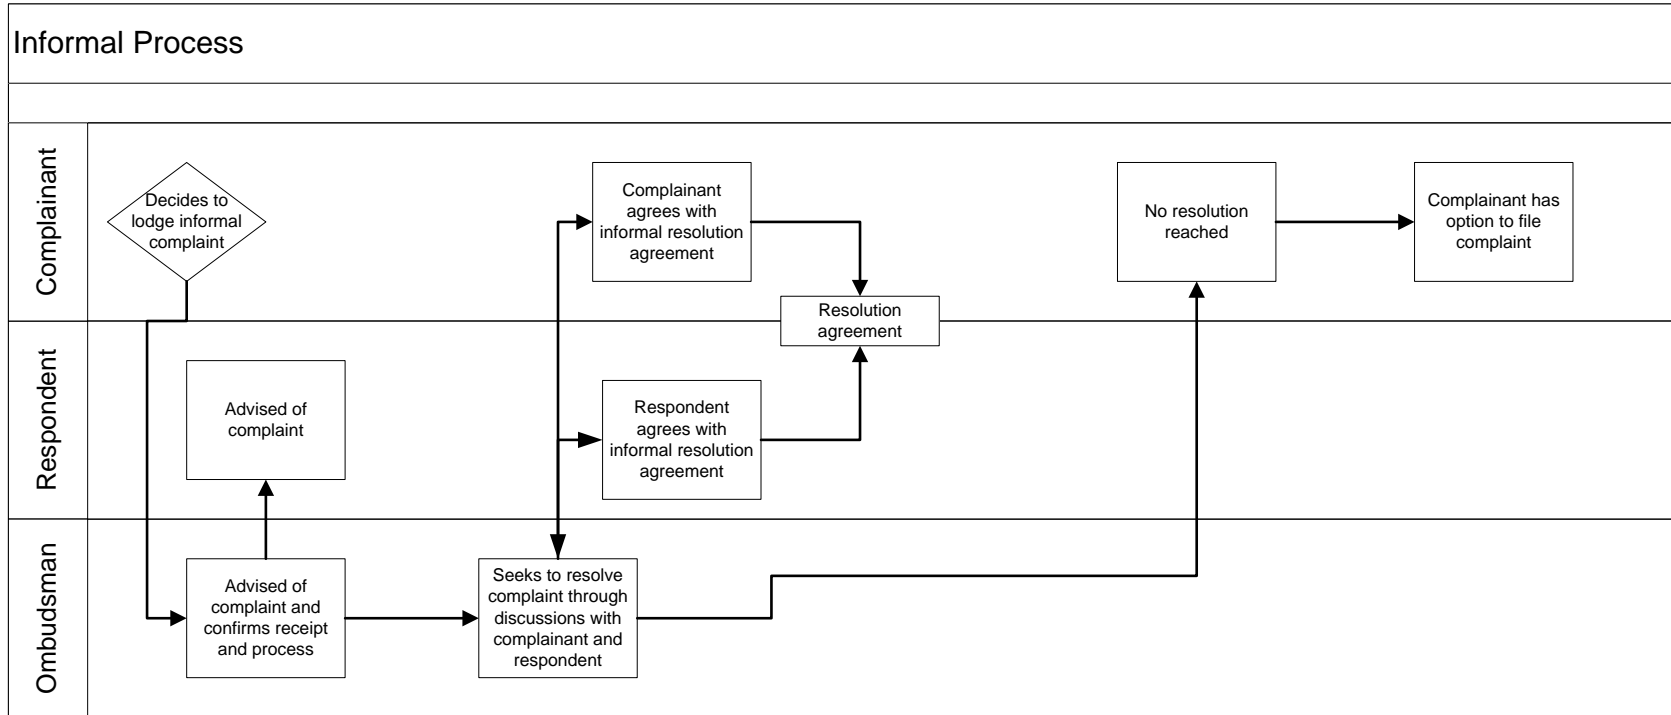 Informal Process
Complainant
Decides to
lodge informal
complaint
Complainant
agrees with
informal resolution
agreement
No resolution
reached
Complainant has
option to file
complaint
Resolution
agreement
Respondent
Advised of
complaint
Respondent
agrees with
informal resolution
agreement
Ombudsman
Advised of
complaint and
confirms receipt
and process
Seeks to resolve
complaint through
discussions with
complainant and
respondent